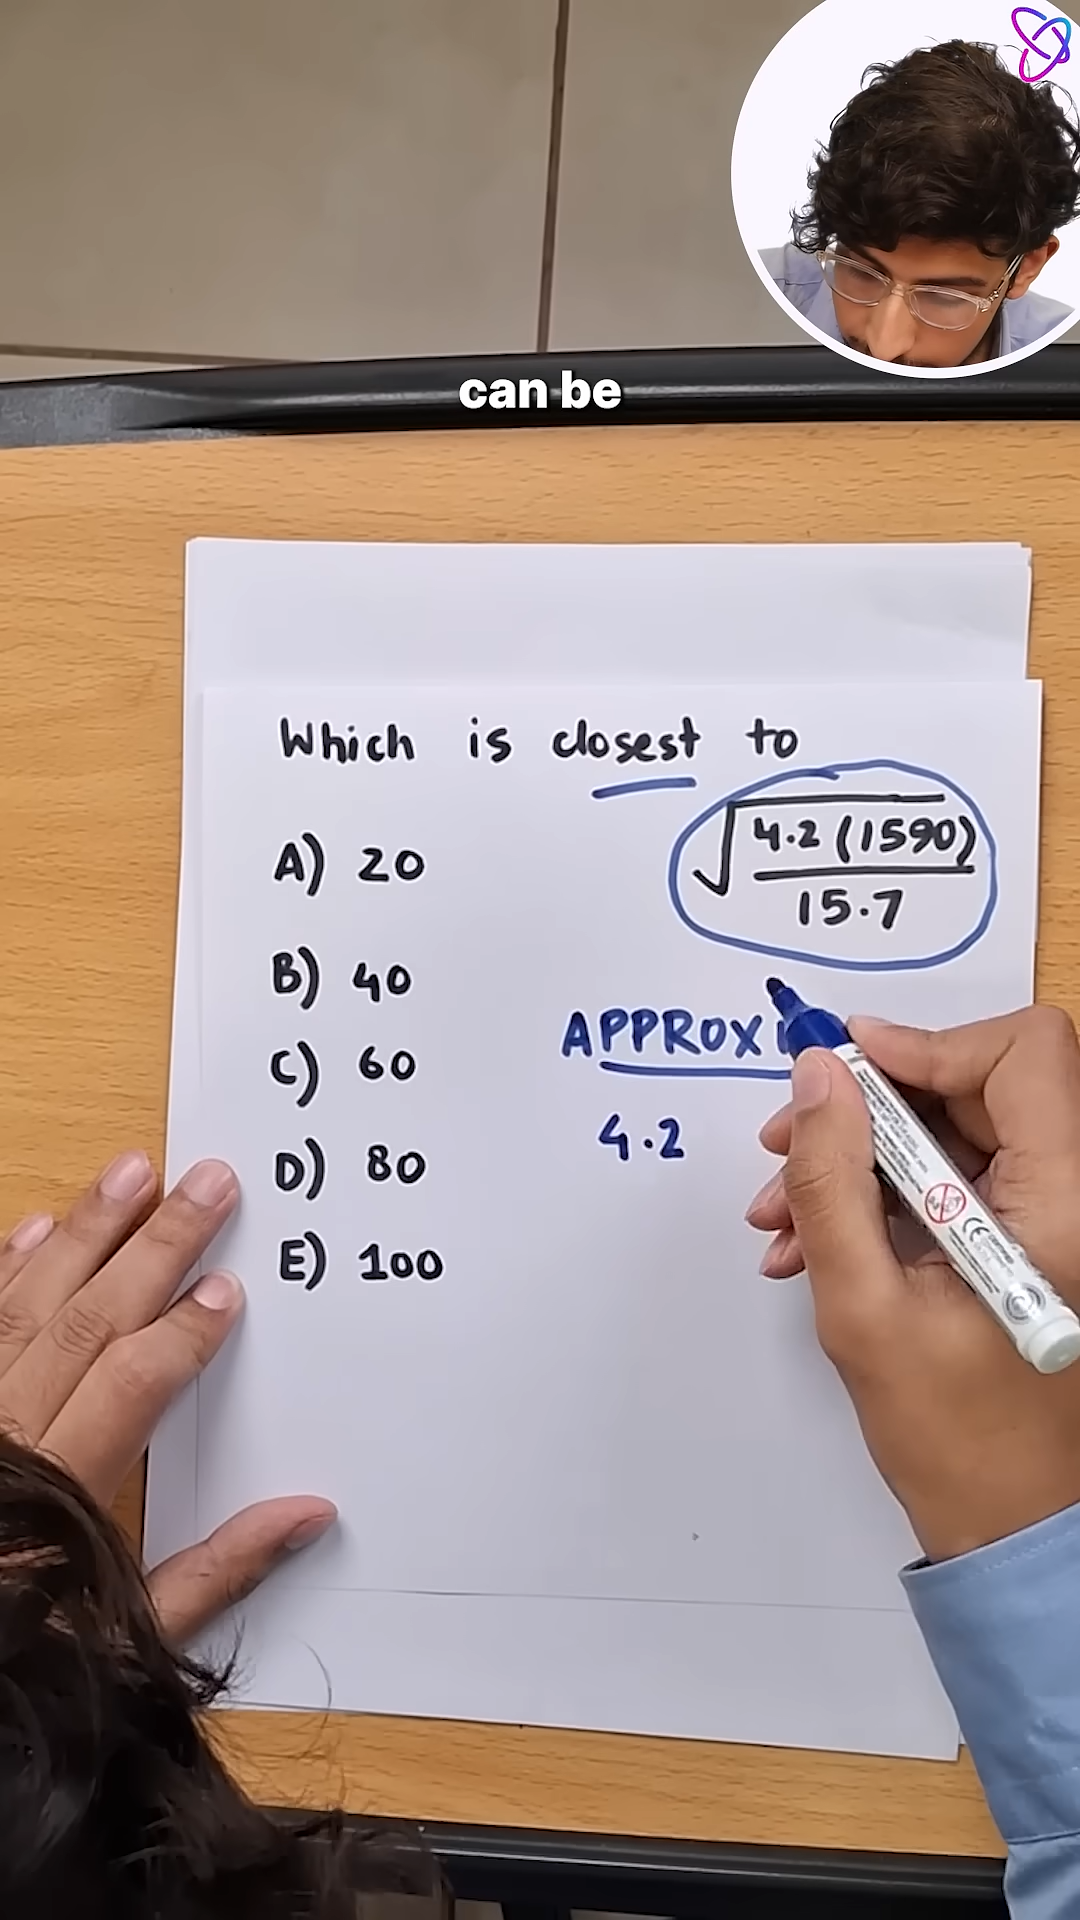 can be
Which is closest to
√4.2 (1590)
15.7
A) 20
B) 40
C) 60
D) 80
E) 100
APPROX
4.2